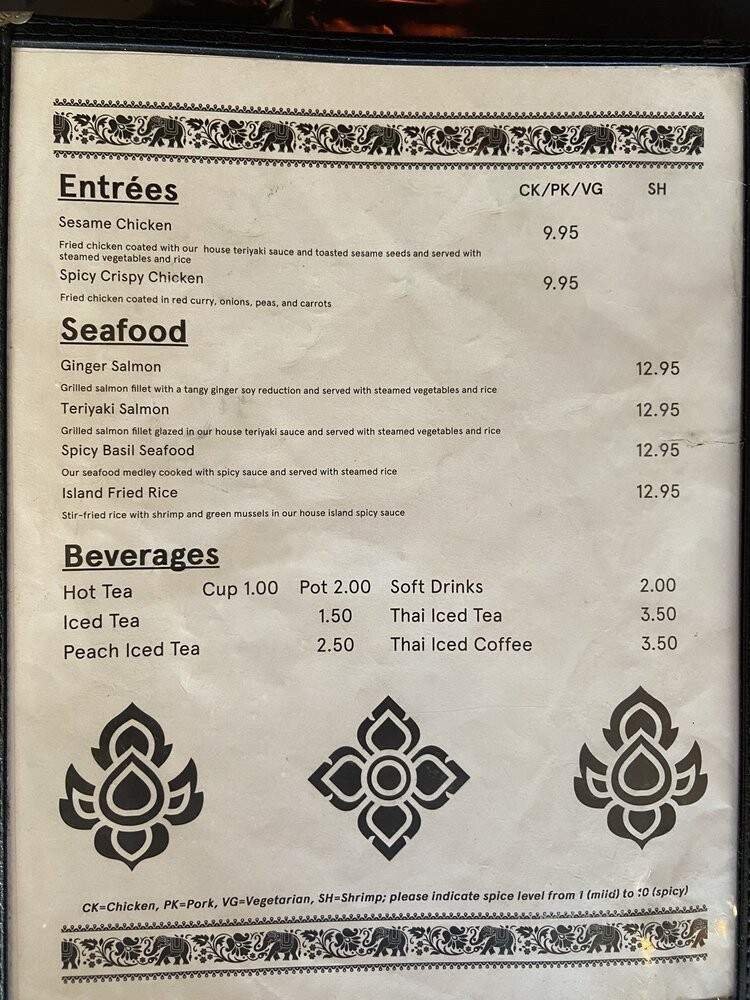 Entrées CK/PK/VG SH
Sesame Chicken 9.95
Fried chicken coated with our house teriyaki sauce and toasted sesame seeds and served with
steamed vegetables and rice
Spicy Crispy Chicken 9.95
Fried chicken coated in red curry, onions, peas, and carrots
Seafood
Ginger Salmon 12.95
Grilled salmon fillet with a tangy ginger soy reduction and served with steamed vegetables and rice
Teriyaki Salmon 12.95
Grilled salmon fillet glazed in our house teriyaki sauce and served with steamed vegetables and rice
Spicy Basil Seafood 12.95
Our seafood medley cooked with spicy sauce and served with steamed rice
Island Fried Rice 12.95
Stir-fried rice with shrimp and green mussels in our house island spicy sauce
Beverages
Hot Tea Cup 1.00 Pot 2.00 Soft Drinks 2.00
Iced Tea 1.50 Thai Iced Tea 3.50
Peach Iced Tea 2.50 Thai Iced Coffee 3.50
CK=Chicken, PK=Pork, VG=Vegetarian, SH=Shrimp; please indicate spice level from 1 (mild) to 10 (spicy)